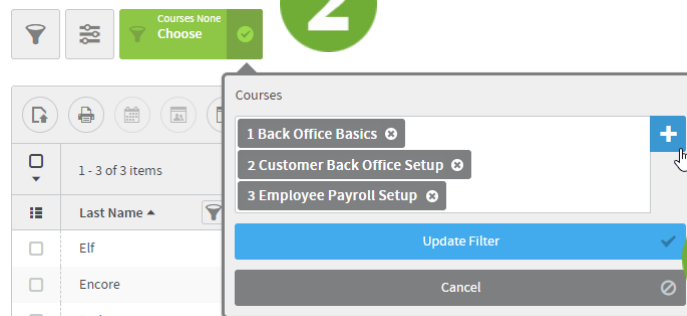 2
Courses None
Choose
Courses
1 Back Office Basics
2 Customer Back Office Setup
3 Employee Payroll Setup
1 - 3 of 3 items
Last Name
Update Filter
Elf
Encore
Cancel